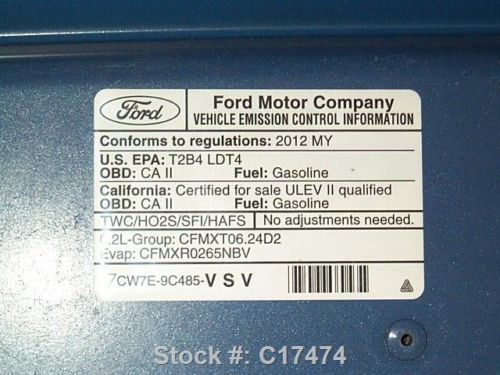 Ford
Ford Motor Company
VEHICLE EMISSION CONTROL INFORMATION
Conforms to regulations: 2012 MY
U.S. EPA: T2B4 LDT4
OBD: CA II Fuel: Gasoline
California: Certified for sale ULEV II qualified
OBD: CA II Fuel: Gasoline
TWC/HO2S/SFI/HAFS No adjustments needed.
.2L-Group: CFMXT06.24D2
Evap: CFMXR0265NBV
7CW7E-9C485-V S V
Stock #: C17474